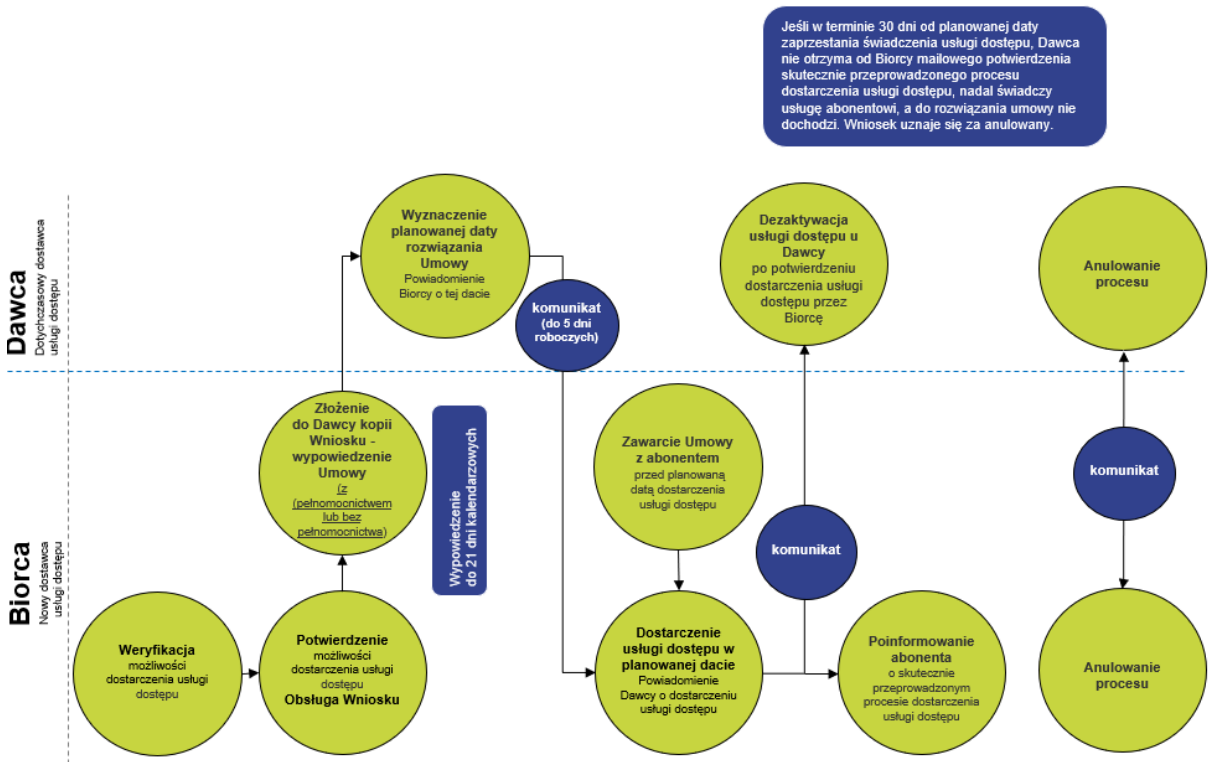 Jeśli w terminie 30 dni od planowanej daty
zaprzestania świadczenia usługi dostępu, Dawca
nie otrzyma od Biorcy mailowego potwierdzenia
skutecznie przeprowadzonego procesu
dostarczenia usługi dostępu, nadal świadczy
usługę abonentowi, a do rozwiązania umowy nie
dochodzi. Wniosek uznaje się za anulowany.
Dawca
Dotychczasowy dostawca
usługi dostępu
Wyznaczenie
planowanej daty
rozwiązania
Umowy
Powiadomienie
Biorcy o tej dacie
komunikat
(do 5 dni
roboczych)
Dezaktywacja
usługi dostępu u
Dawcy
po potwierdzeniu
dostarczenia usługi
dostępu przez
Biorcę
Anulowanie
procesu
Biorca
Nowy dostawca
usługi dostępu
Złożenie
do Dawcy kopii
Wniosku -
wypowiedzenie
Umowy
(z
(pełnomocnictwem
lub bez
pełnomocnictwa)
Wypowiedzenie
do 21 dni kalendarzowych
Zawarcie Umowy
z abonentem
przed planowaną
datą dostarczenia
usługi dostępu
komunikat
komunikat
Weryfikacja
możliwości
dostarczenia usługi
dostępu
Potwierdzenie
możliwości
dostarczenia usługi
dostępu
Obsługa Wniosku
Dostarczenie
usługi dostępu w
planowanej dacie
Powiadomienie
Dawcy o dostarczeniu
usługi dostępu
Poinformowanie
abonenta
o skutecznie
przeprowadzonym
procesie dostarczenia
usługi dostępu
Anulowanie
procesu